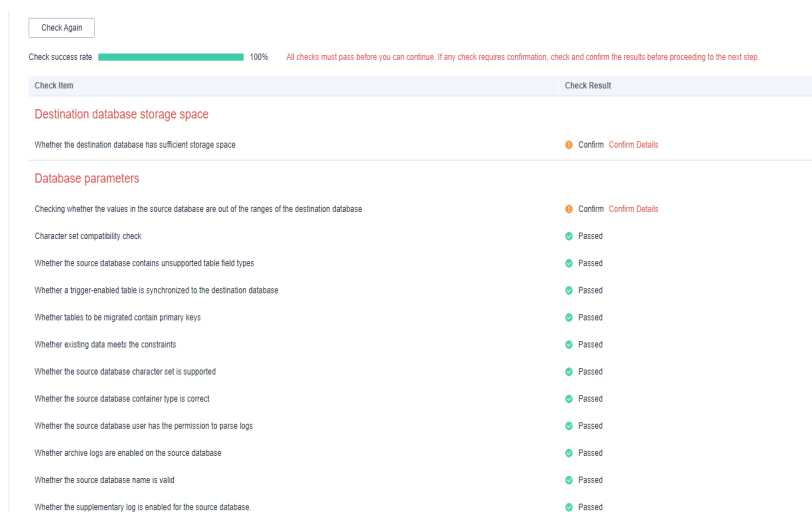 Check Again
Check success rate 100% All checks must pass before you can continue. If any check requires confirmation, check and confirm the results before proceeding to the next step.
Check Item Check Result
Destination database storage space
Whether the destination database has sufficient storage space Confirm Confirm Details
Database parameters
Checking whether the values in the source database are out of the ranges of the destination database Confirm Confirm Details
Character set compatibility check Passed
Whether the source database contains unsupported table field types Passed
Whether a trigger-enabled table is synchronized to the destination database Passed
Whether tables to be migrated contain primary keys Passed
Whether existing data meets the constraints Passed
Whether the source database character set is supported Passed
Whether the source database container type is correct Passed
Whether the source database user has the permission to parse logs Passed
Whether archive logs are enabled on the source database Passed
Whether the source database name is valid Passed
Whether the supplementary log is enabled for the source database. Passed